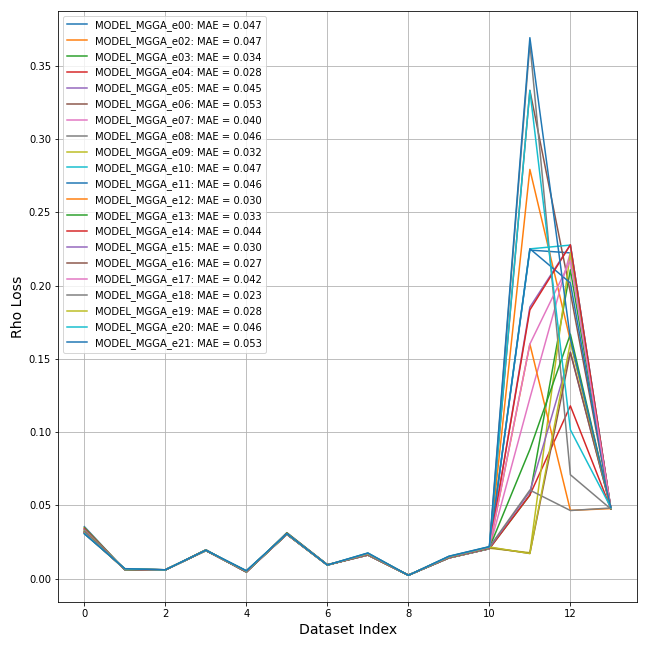 MODEL_MGGA_e00: MAE = 0.047
MODEL_MGGA_e02: MAE = 0.047
MODEL_MGGA_e03: MAE = 0.034
MODEL_MGGA_e04: MAE = 0.028
MODEL_MGGA_e05: MAE = 0.045
MODEL_MGGA_e06: MAE = 0.053
MODEL_MGGA_e07: MAE = 0.040
MODEL_MGGA_e08: MAE = 0.046
MODEL_MGGA_e09: MAE = 0.032
MODEL_MGGA_e10: MAE = 0.047
MODEL_MGGA_e11: MAE = 0.046
MODEL_MGGA_e12: MAE = 0.030
MODEL_MGGA_e13: MAE = 0.033
MODEL_MGGA_e14: MAE = 0.044
MODEL_MGGA_e15: MAE = 0.030
MODEL_MGGA_e16: MAE = 0.027
MODEL_MGGA_e17: MAE = 0.042
MODEL_MGGA_e18: MAE = 0.023
MODEL_MGGA_e19: MAE = 0.028
MODEL_MGGA_e20: MAE = 0.046
MODEL_MGGA_e21: MAE = 0.053
0.35
0.30
0.25
0.20
0.15
0.10
0.05
0.00
Rho Loss
0 2 4 6 8 10 12
Dataset Index